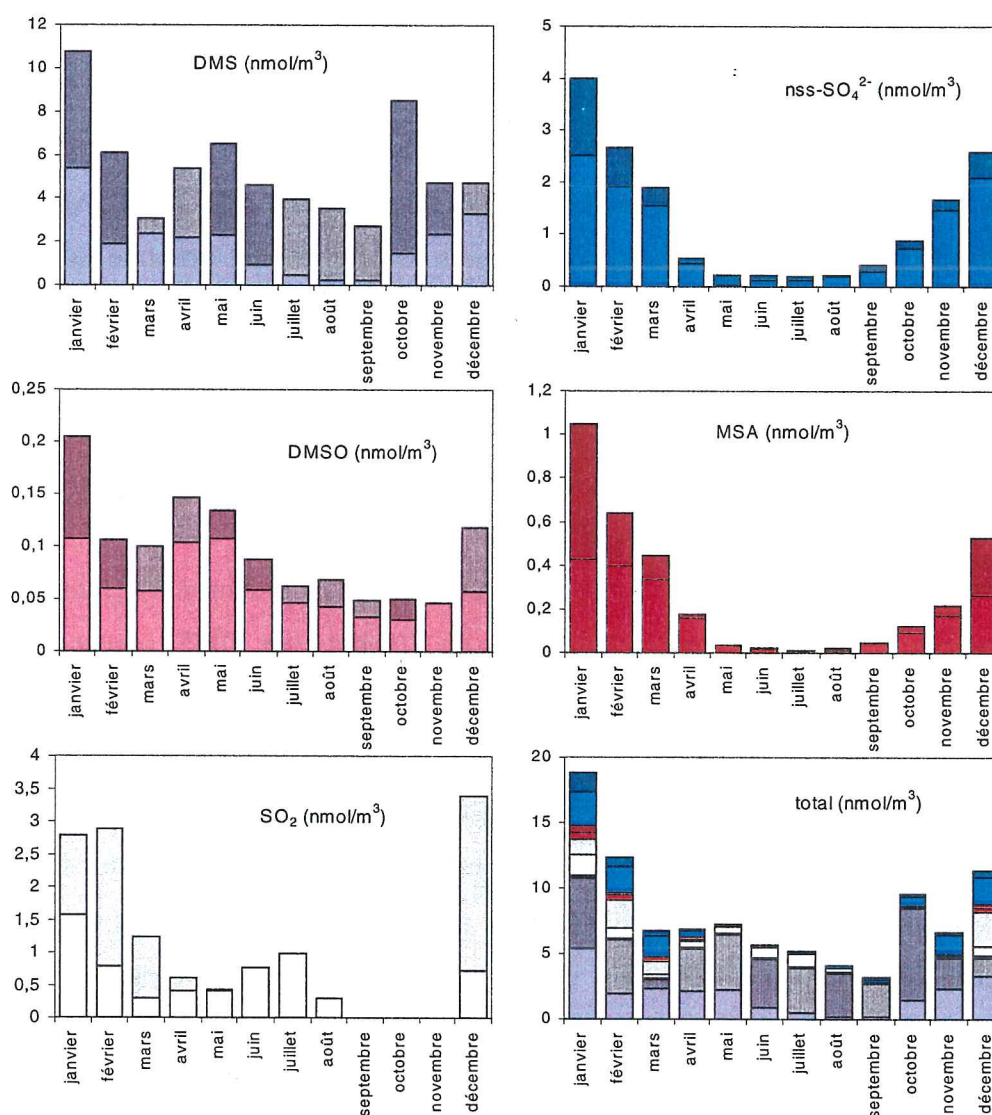 DMS (nmol/m³)
12
10
8
6
4
2
0
janvier
février
mars
avril
mai
juin
juillet
août
septembre
octobre
novembre
décembre
nss-SO₄²⁻ (nmol/m³)
5
4
3
2
1
0
janvier
février
mars
avril
mai
juin
juillet
août
septembre
octobre
novembre
décembre
DMSO (nmol/m³)
0,25
0,2
0,15
0,1
0,05
0
janvier
février
mars
avril
mai
juin
juillet
août
septembre
octobre
novembre
décembre
MSA (nmol/m³)
1,2
1
0,8
0,6
0,4
0,2
0
janvier
février
mars
avril
mai
juin
juillet
août
septembre
octobre
novembre
décembre
SO₂ (nmol/m³)
4
3,5
3
2,5
2
1,5
1
0,5
0
janvier
février
mars
avril
mai
juin
juillet
août
septembre
octobre
novembre
décembre
total (nmol/m³)
20
15
10
5
0
janvier
février
mars
avril
mai
juin
juillet
août
septembre
octobre
novembre
décembre